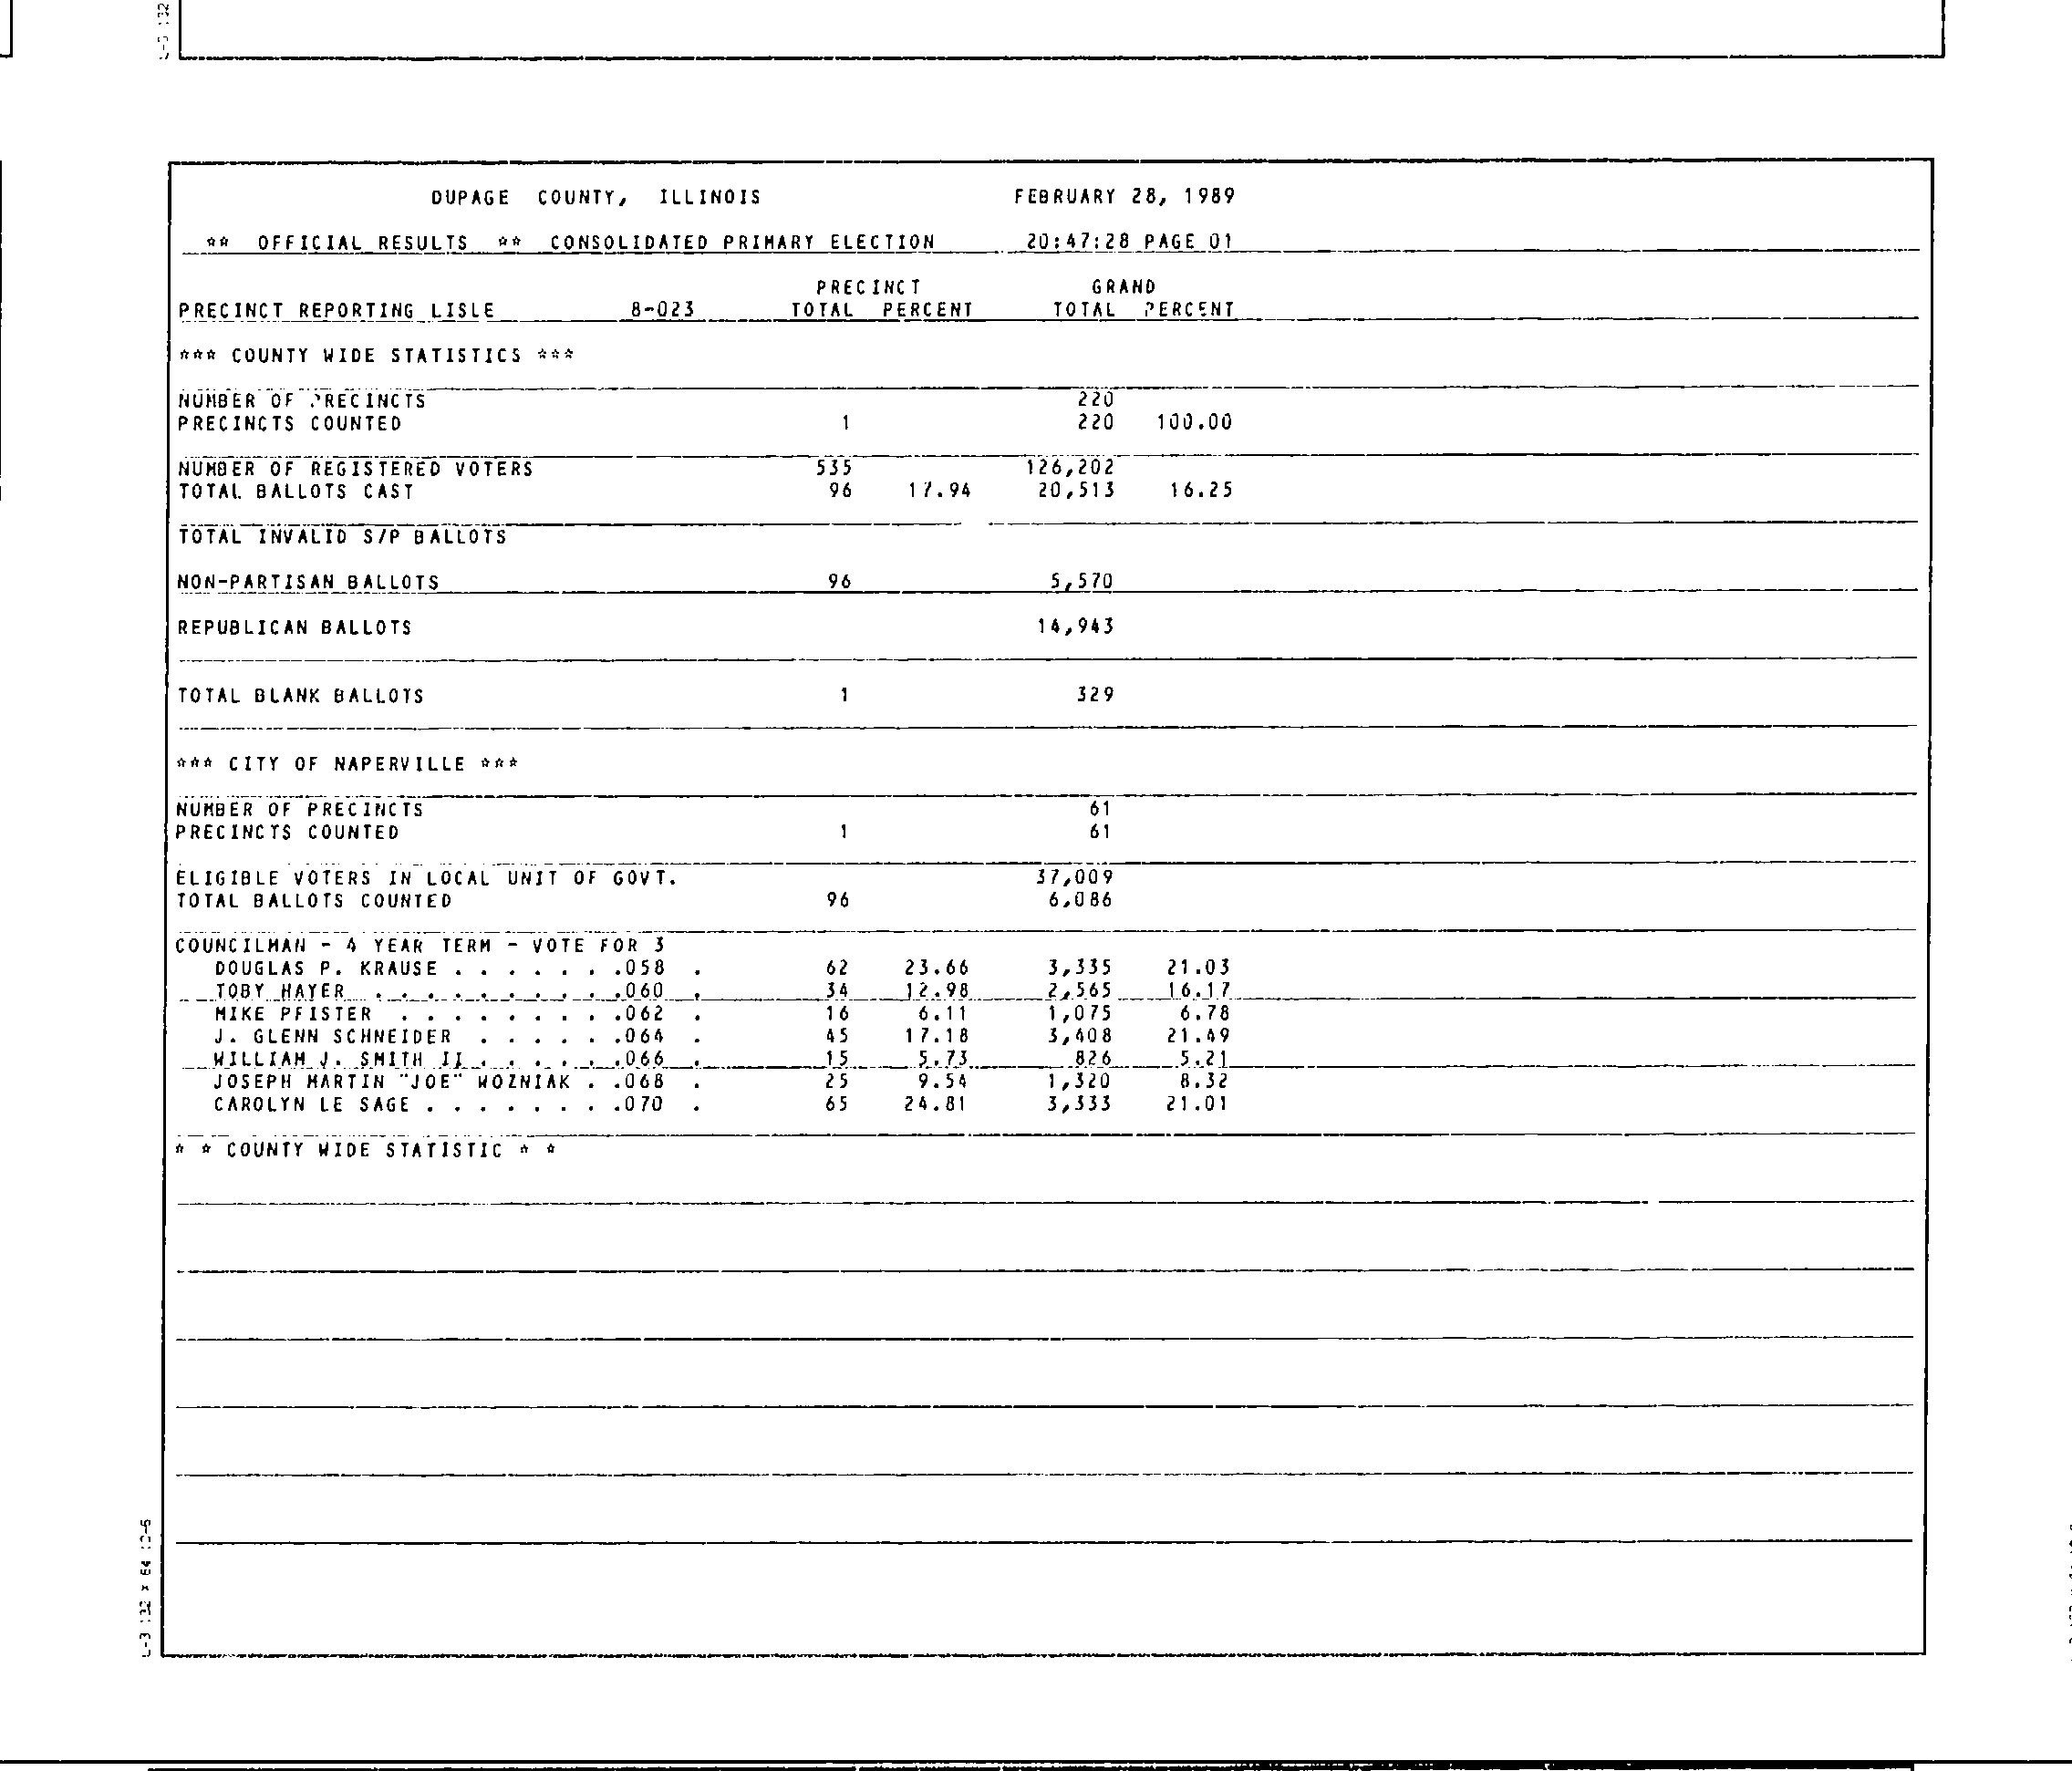 DUPAGE COUNTY, ILLINOIS FEBRUARY 28, 1989
** OFFICIAL RESULTS ** CONSOLIDATED PRIMARY ELECTION 20:47:28 PAGE 01
PRECINCT GRAND
PRECINCT REPORTING LISLE 8-023 TOTAL PERCENT TOTAL PERCENT
*** COUNTY WIDE STATISTICS ***
NUMBER OF PRECINCTS 220
PRECINCTS COUNTED 1 220 100.00
NUMBER OF REGISTERED VOTERS 535 126,202
TOTAL BALLOTS CAST 96 17.94 20,513 16.25
TOTAL INVALID S/P BALLOTS
NON-PARTISAN BALLOTS 96 5,570
REPUBLICAN BALLOTS 14,943
TOTAL BLANK BALLOTS 1 329
*** CITY OF NAPERVILLE ***
NUMBER OF PRECINCTS 61
PRECINCTS COUNTED 1 61
ELIGIBLE VOTERS IN LOCAL UNIT OF GOVT. 37,009
TOTAL BALLOTS COUNTED 96 6,086
COUNCILMAN - 4 YEAR TERM - VOTE FOR 3
DOUGLAS P. KRAUSE . . . . . . .058 . 62 23.66 3,335 21.03
TOBY HAYER . . . . . . . . . .060 . 34 12.98 2,565 16.17
MIKE PFISTER . . . . . . . . .062 . 16 6.11 1,075 6.78
J. GLENN SCHNEIDER . . . . . .064 . 45 17.18 3,408 21.49
WILLIAM J. SMITH II . . . . . .066 . 15 5.73 826 5.21
JOSEPH MARTIN "JOE" WOZNIAK . .068 . 25 9.54 1,320 8.32
CAROLYN LE SAGE . . . . . . . .070 . 65 24.81 3,333 21.01
* * COUNTY WIDE STATISTIC * *